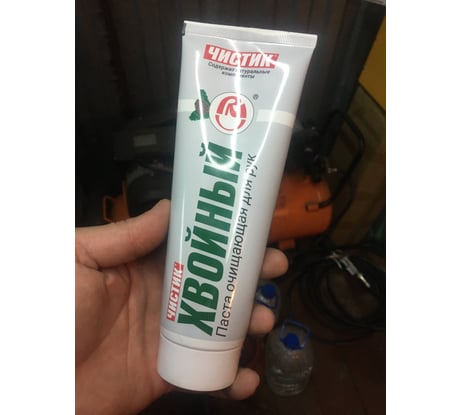 ЧИСТИК
Содержит натуральные
компоненты
®
ЧИСТИК
ХВОЙНЫЙ
Паста очищающая для рук